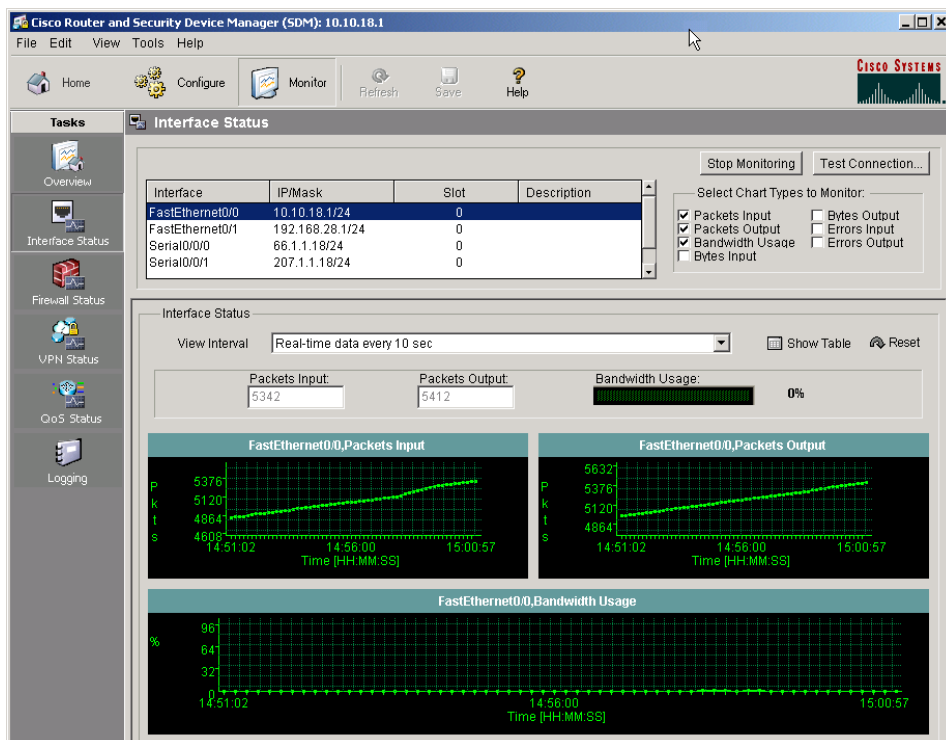 Cisco Router and Security Device Manager (SDM): 10.10.18.1
File Edit View Tools Help
Home Configure Monitor Refresh Save Help
CISCO SYSTEMS
Tasks
Overview
Interface Status
Firewall Status
VPN Status
QoS Status
Logging
Interface Status
Stop Monitoring Test Connection...
Interface IP/Mask Slot Description
FastEthernet0/0 10.10.18.1/24 0
FastEthernet0/1 192.168.28.1/24 0
Serial0/0/0 66.1.1.18/24 0
Serial0/0/1 207.1.1.18/24 0
Select Chart Types to Monitor:
Packets Input Bytes Output
Packets Output Errors Input
Bandwidth Usage Errors Output
Bytes Input
Interface Status
View Interval Real-time data every 10 sec Show Table Reset
Packets Input: Packets Output: Bandwidth Usage:
5342 5412 0%
FastEthernet0/0,Packets Input
Pkts
5376
5120
4864
4608
14:51:02 14:56:00 15:00:57
Time [HH:MM:SS]
FastEthernet0/0,Packets Output
Pkts
5632
5376
5120
4864
14:51:02 14:56:00 15:00:57
Time [HH:MM:SS]
FastEthernet0/0,Bandwidth Usage
%
96
64
32
0
14:51:02 14:56:00 15:00:57
Time [HH:MM:SS]